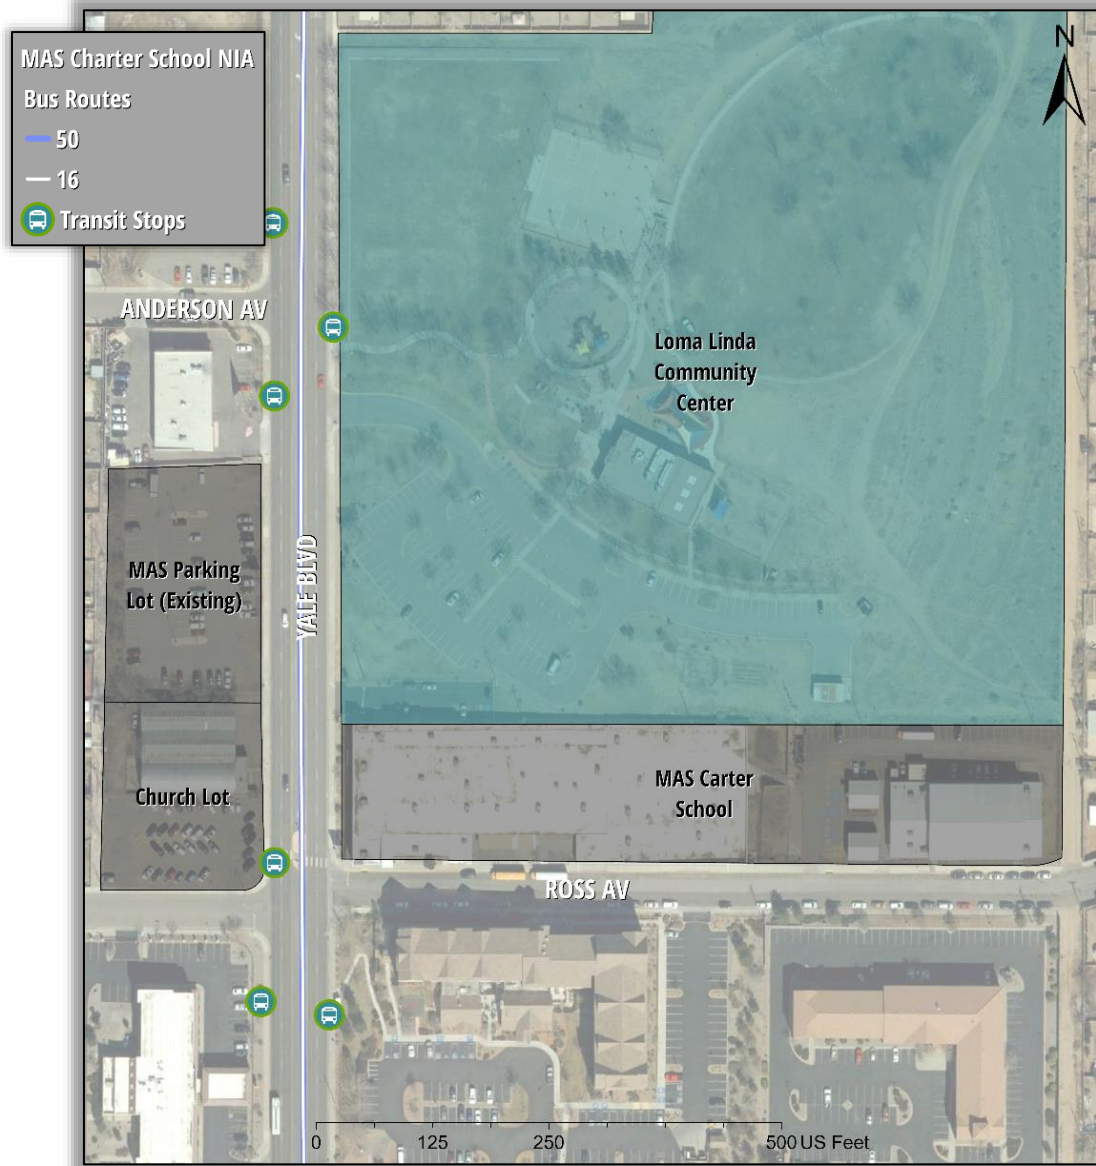 MAS Charter School NIA
Bus Routes
50
16
Transit Stops
N
ANDERSON AV
Loma Linda
Community
Center
YALE BLVD
MAS Parking
Lot (Existing)
Church Lot
MAS Carter
School
ROSS AV
0 125 250 500 US Feet